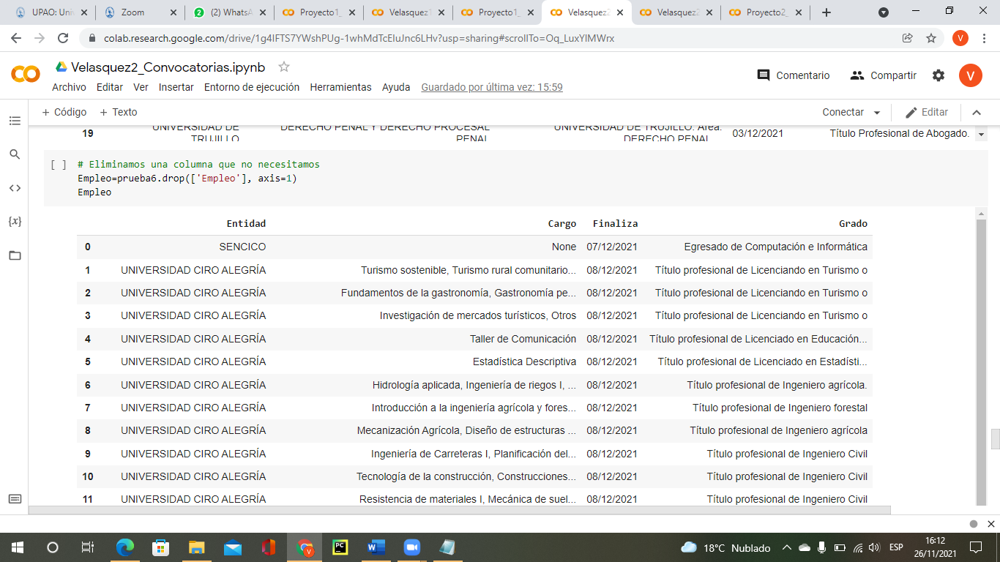 UPAO: Uni
Zoom
(2) WhatsA
Proyecto1_
Velasquez1
Proyecto1_
Velasquez2
Velasquez2
Proyecto2_
colab.research.google.com/drive/1g4IFTS7YWshPUg-1whMdTcEIuJnc6LHv?usp=sharing#scrollTo=Oq_LuxYIMWrx
V
Velasquez2_Convocatorias.ipynb
Comentario
Compartir
V
Archivo Editar Ver Insertar Entorno de ejecución Herramientas Ayuda Guardado por última vez: 15:59
+ Código + Texto
Conectar
Editar
19 UNIVERSIDAD DE TRUJILLO DERECHO PENAL Y DERECHO PROCESAL PENAL UNIVERSIDAD DE TRUJILLO. Área: DERECHO PENAL 03/12/2021 Título Profesional de Abogado.
[ ] # Eliminamos una columna que no necesitamos
Empleo=prueba6.drop(['Empleo'], axis=1)
Empleo
Entidad Cargo Finaliza Grado
0 SENCICO None 07/12/2021 Egresado de Computación e Informática
1 UNIVERSIDAD CIRO ALEGRÍA Turismo sostenible, Turismo rural comunitario... 08/12/2021 Título profesional de Licenciando en Turismo o
2 UNIVERSIDAD CIRO ALEGRÍA Fundamentos de la gastronomía, Gastronomía pe... 08/12/2021 Título profesional de Licenciando en Turismo o
3 UNIVERSIDAD CIRO ALEGRÍA Investigación de mercados turísticos, Otros 08/12/2021 Título profesional de Licenciando en Turismo o
4 UNIVERSIDAD CIRO ALEGRÍA Taller de Comunicación 08/12/2021 Título profesional de Licenciado en Educación...
5 UNIVERSIDAD CIRO ALEGRÍA Estadística Descriptiva 08/12/2021 Título profesional de Licenciado en Estadísti...
6 UNIVERSIDAD CIRO ALEGRÍA Hidrología aplicada, Ingeniería de riegos I, ... 08/12/2021 Título profesional de Ingeniero agrícola.
7 UNIVERSIDAD CIRO ALEGRÍA Introducción a la ingeniería agrícola y fores... 08/12/2021 Título profesional de Ingeniero forestal
8 UNIVERSIDAD CIRO ALEGRÍA Mecanización Agrícola, Diseño de estructuras ... 08/12/2021 Título profesional de Ingeniero agrícola
9 UNIVERSIDAD CIRO ALEGRÍA Ingeniería de Carreteras I, Planificación del... 08/12/2021 Título profesional de Ingeniero Civil
10 UNIVERSIDAD CIRO ALEGRÍA Tecnología de la construcción, Construcciones... 08/12/2021 Título profesional de Ingeniero Civil
11 UNIVERSIDAD CIRO ALEGRÍA Resistencia de materiales I, Mecánica de suel... 08/12/2021 Título profesional de Ingeniero Civil
18°C Nublado
ESP
16:12
26/11/2021